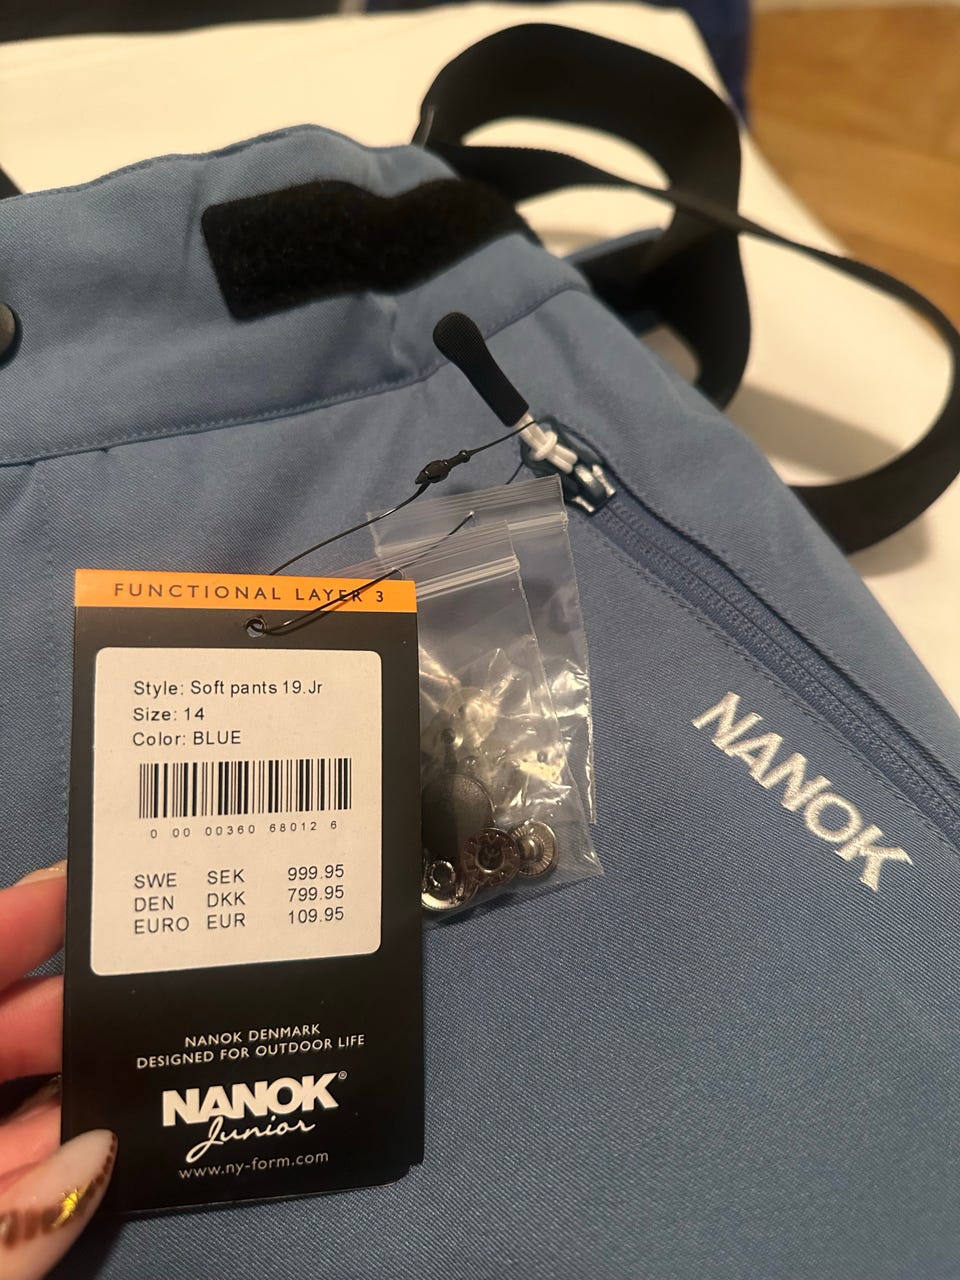 FUNCTIONAL LAYER 3
Style: Soft pants 19.Jr
Size: 14
Color: BLUE
0 00 00360 68012 6
SWE SEK 999.95
DEN DKK 799.95
EURO EUR 109.95
NANOK DENMARK
DESIGNED FOR OUTDOOR LIFE
NANOK®
Junior
www.ny-form.com
NANOK